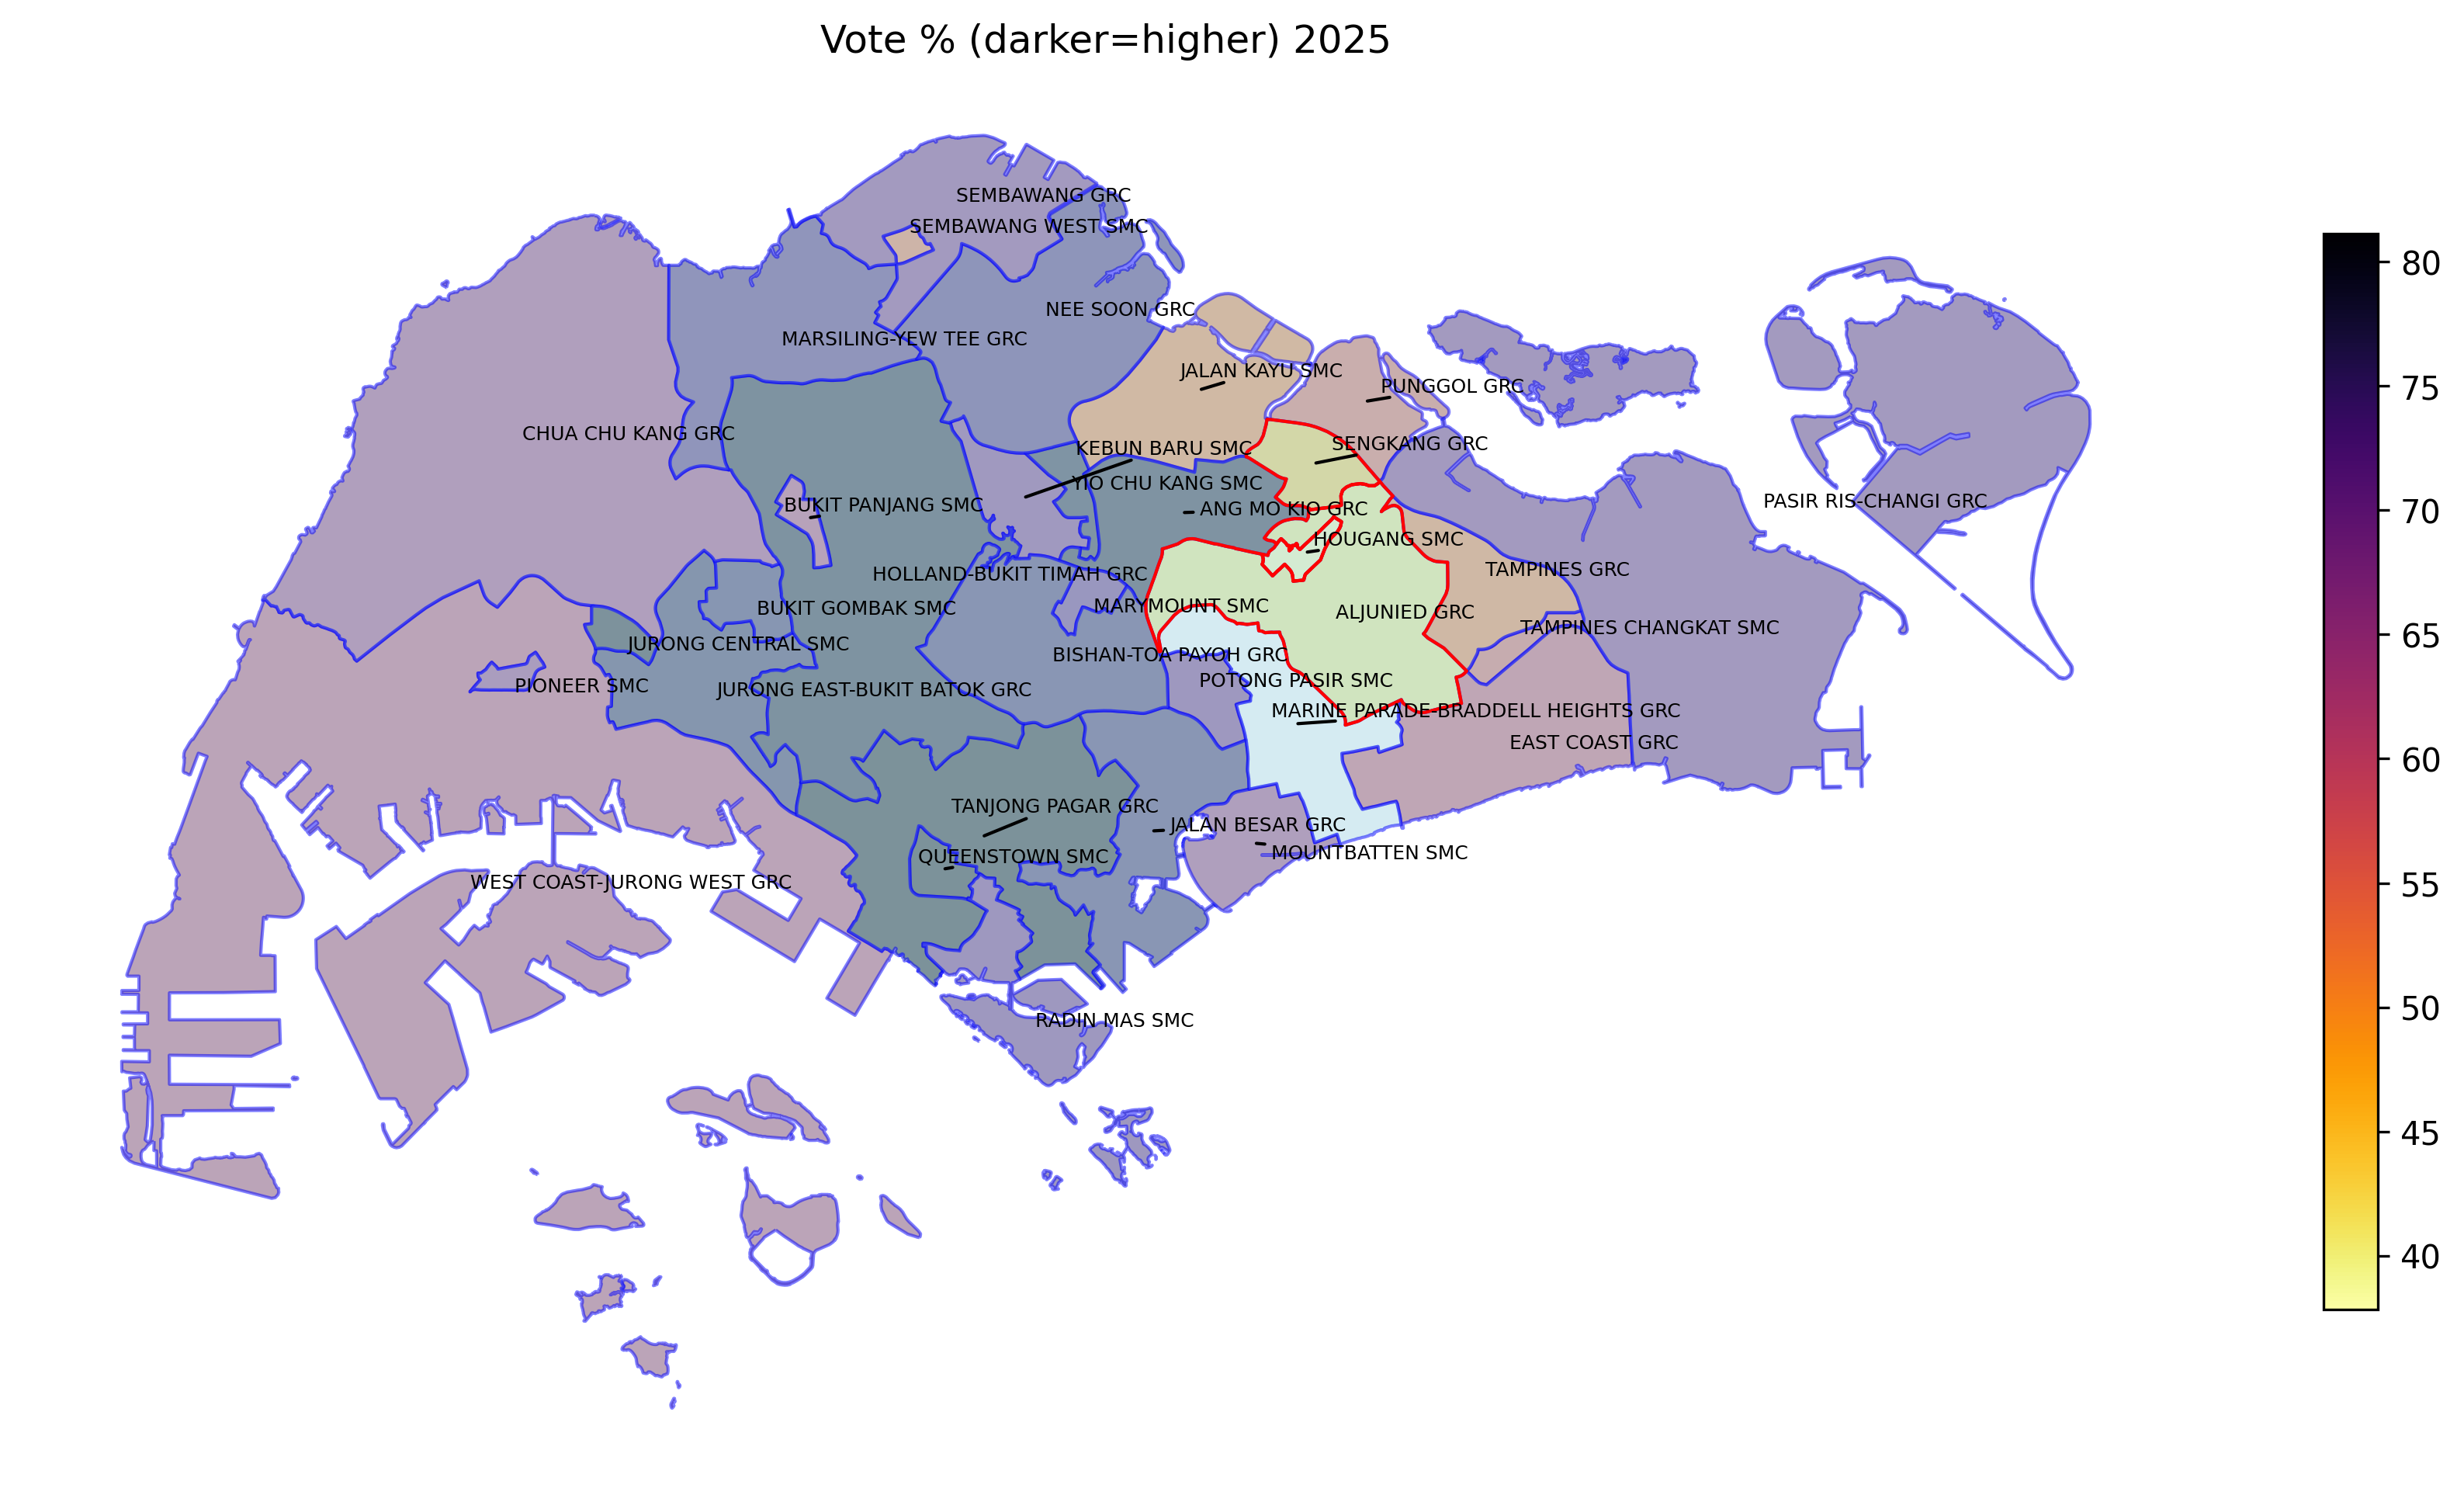 Vote % (darker=higher) 2025
SEMBAWANG GRC
SEMBAWANG WEST SMC
NEE SOON GRC
MARSILING-YEW TEE GRC
JALAN KAYU SMC
PUNGGOL GRC
CHUA CHU KANG GRC
SENGKANG GRC
KEBUN BARU SMC
YIO CHU KANG SMC
PASIR RIS-CHANGI GRC
BUKIT PANJANG SMC
ANG MO KIO GRC
HOUGANG SMC
TAMPINES GRC
HOLLAND-BUKIT TIMAH GRC
MARYMOUNT SMC
BUKIT GOMBAK SMC
ALJUNIED GRC
TAMPINES CHANGKAT SMC
JURONG CENTRAL SMC
BISHAN-TOA PAYOH GRC
POTONG PASIR SMC
PIONEER SMC
JURONG EAST-BUKIT BATOK GRC
MARINE PARADE-BRADDELL HEIGHTS GRC
EAST COAST GRC
TANJONG PAGAR GRC
JALAN BESAR GRC
MOUNTBATTEN SMC
QUEENSTOWN SMC
WEST COAST-JURONG WEST GRC
RADIN MAS SMC
80
75
70
65
60
55
50
45
40